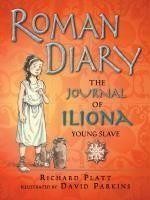 ROMAN
DIARY
THE
JOURNAL
OF
ILIONA
YOUNG SLAVE
RICHARD PLATT
ILLUSTRATED BY DAVID PARKINS